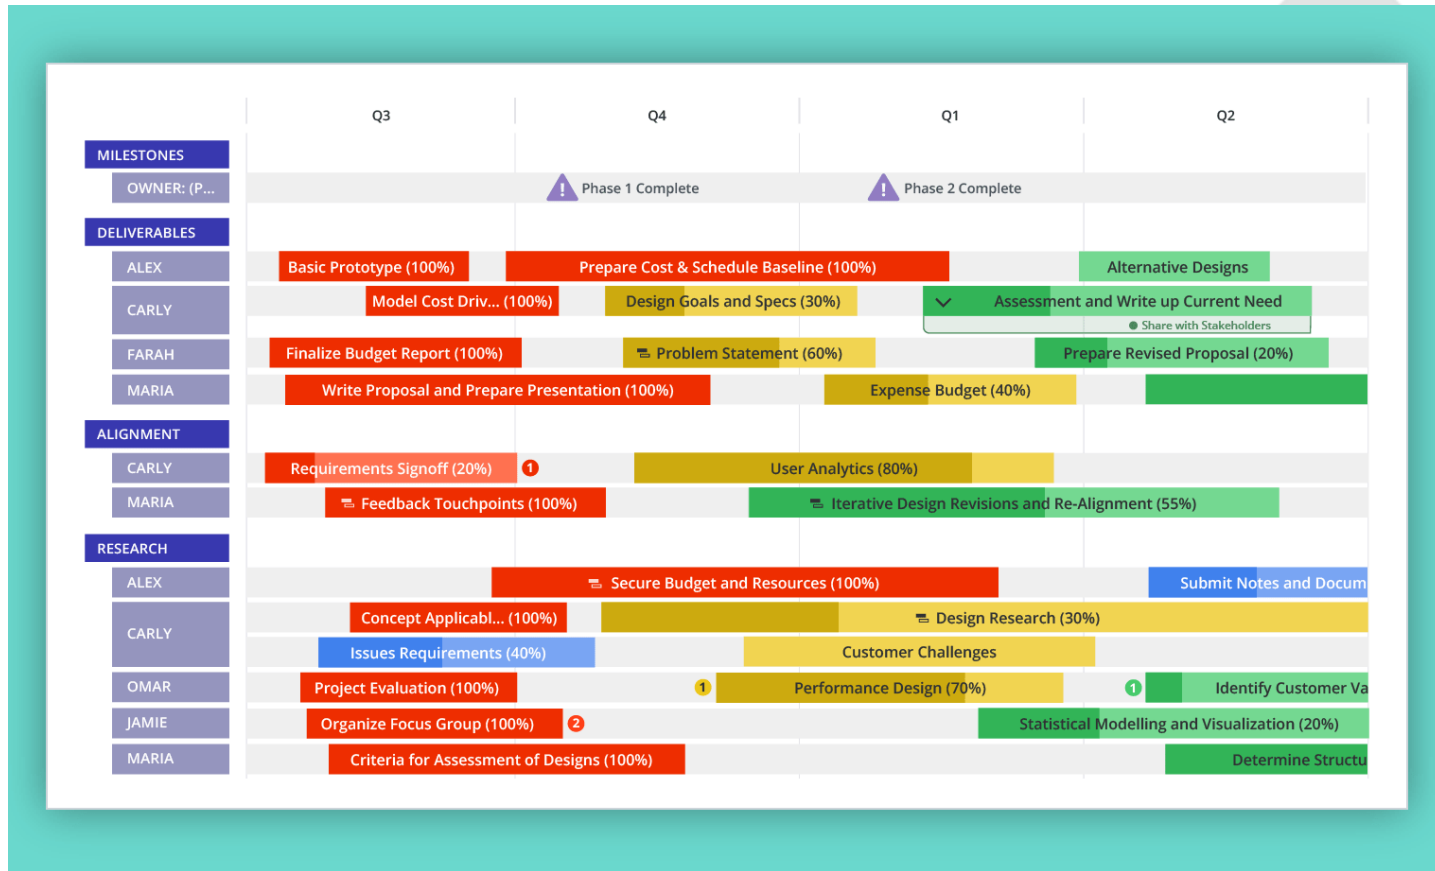 Q3 Q4 Q1 Q2
MILESTONES
OWNER: (P...
Phase 1 Complete
Phase 2 Complete
DELIVERABLES
ALEX
Basic Prototype (100%)
Prepare Cost & Schedule Baseline (100%)
Alternative Designs
CARLY
Model Cost Driv... (100%)
Design Goals and Specs (30%)
Assessment and Write up Current Need
Share with Stakeholders
FARAH
Finalize Budget Report (100%)
Problem Statement (60%)
Prepare Revised Proposal (20%)
MARIA
Write Proposal and Prepare Presentation (100%)
Expense Budget (40%)
ALIGNMENT
CARLY
Requirements Signoff (20%)
1
User Analytics (80%)
MARIA
Feedback Touchpoints (100%)
Iterative Design Revisions and Re-Alignment (55%)
RESEARCH
ALEX
Secure Budget and Resources (100%)
Submit Notes and Docum
CARLY
Concept Applicabl... (100%)
Design Research (30%)
Issues Requirements (40%)
Customer Challenges
OMAR
Project Evaluation (100%)
1
Performance Design (70%)
1
Identify Customer Va
JAMIE
Organize Focus Group (100%)
2
Statistical Modelling and Visualization (20%)
MARIA
Criteria for Assessment of Designs (100%)
Determine Structu